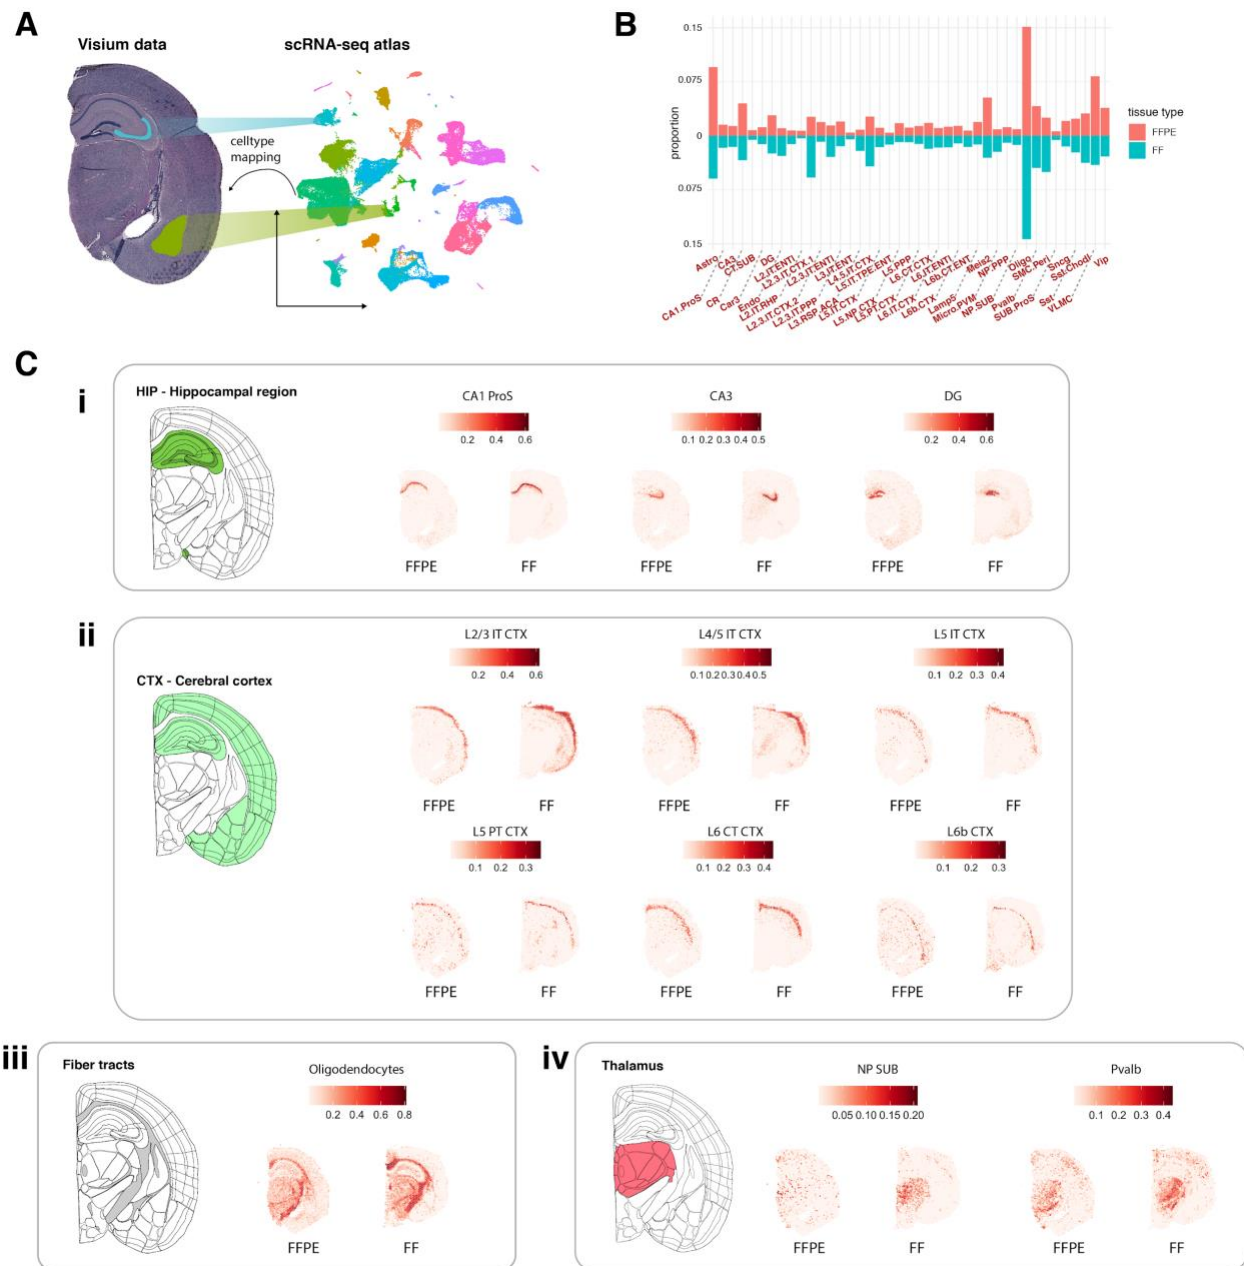 A
Visium data
scRNA-seq atlas
celltype
mapping
B
0.15
0.075
0
0.075
0.15
proportion
tissue type
FFPE
FF
Astro
CA3
CT.SUB
DG
L2.IT.ENTl
L2.3.IT.CTX.1
L2.3.IT.ENTl
L3.IT.ENT
L4.5.IT.CTX
L5.IT.TPE.ENT
L5.PPP
L6.CT.CTX
L6.IT.ENTl
L6b.CT.ENT
Meis2
NP.PPP
Oligo
SMC.Peri
Sncg
Sst.Chodl
Vip
CA1.ProS
CR
Car3
Endo
L2.IT.RHP
L2.3.IT.CTX.2
L2.3.IT.PPP
L3.RSP.ACA
L5.IT.CTX
L5.NP.CTX
L5.PT.CTX
L6.IT.CTX
L6b.CTX
Lamp5
Micro.PVM
NP.SUB
Pvalb
SUB.ProS
Sst
VLMC
C
i
HIP - Hippocampal region
CA1 ProS
CA3
DG
0.2 0.4 0.6
0.1 0.2 0.3 0.4 0.5
0.2 0.4 0.6
FFPE FF FFPE FF FFPE FF
ii
CTX - Cerebral cortex
L2/3 IT CTX
L4/5 IT CTX
L5 IT CTX
0.2 0.4 0.6
0.1 0.2 0.3 0.4 0.5
0.1 0.2 0.3 0.4
FFPE FF FFPE FF FFPE FF
L5 PT CTX
L6 CT CTX
L6b CTX
0.1 0.2 0.3
0.1 0.2 0.3 0.4
0.1 0.2 0.3
FFPE FF FFPE FF FFPE FF
iii
Fiber tracts
Oligodendocytes
0.2 0.4 0.6 0.8
FFPE FF
iv
Thalamus
NP SUB
Pvalb
0.05 0.10 0.15 0.20
0.1 0.2 0.3 0.4
FFPE FF FFPE FF